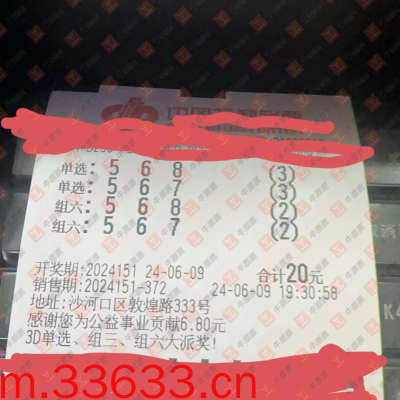 单选: 5 6 8 (3)
单选: 5 6 7 (3)
组六: 5 6 8 (2)
组六: 5 6 7 (2)
开奖期:2024151 24-06-09 合计20元
销售期:2024151-372 24-06-09 19:30:58
地址:沙河口区敦煌路333号
感谢您为公益事业贡献6.80元
3D单选、组三、组六大派奖!
m.33633.cn